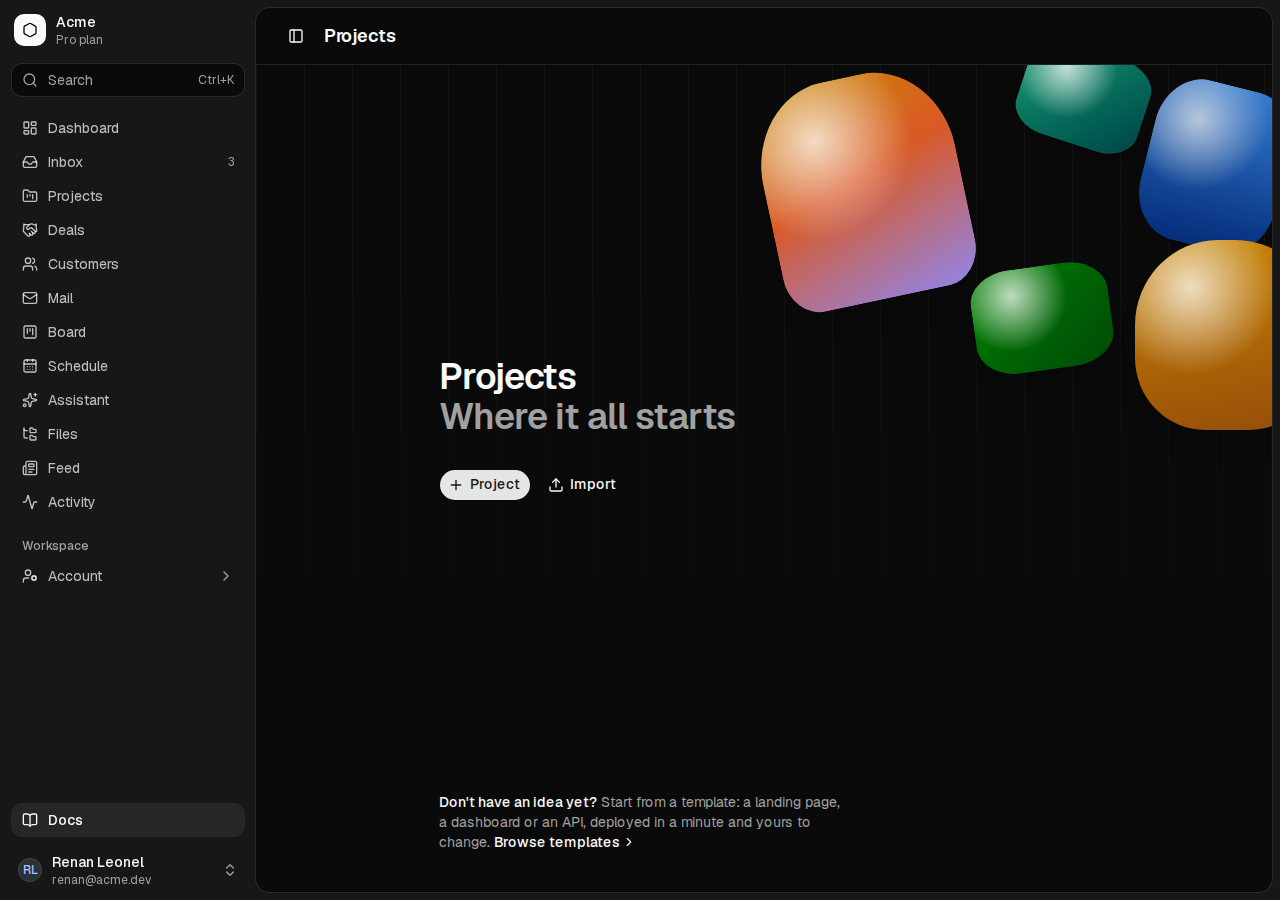 Acme
Pro plan
Search Ctrl+K
Dashboard
Inbox 3
Projects
Deals
Customers
Mail
Board
Schedule
Assistant
Files
Feed
Activity
Workspace
Account
Docs
RL
Renan Leonel
renan@acme.dev
Projects
Projects
Where it all starts
Project Import
Don't have an idea yet? Start from a template: a landing page,
a dashboard or an API, deployed in a minute and yours to
change. Browse templates